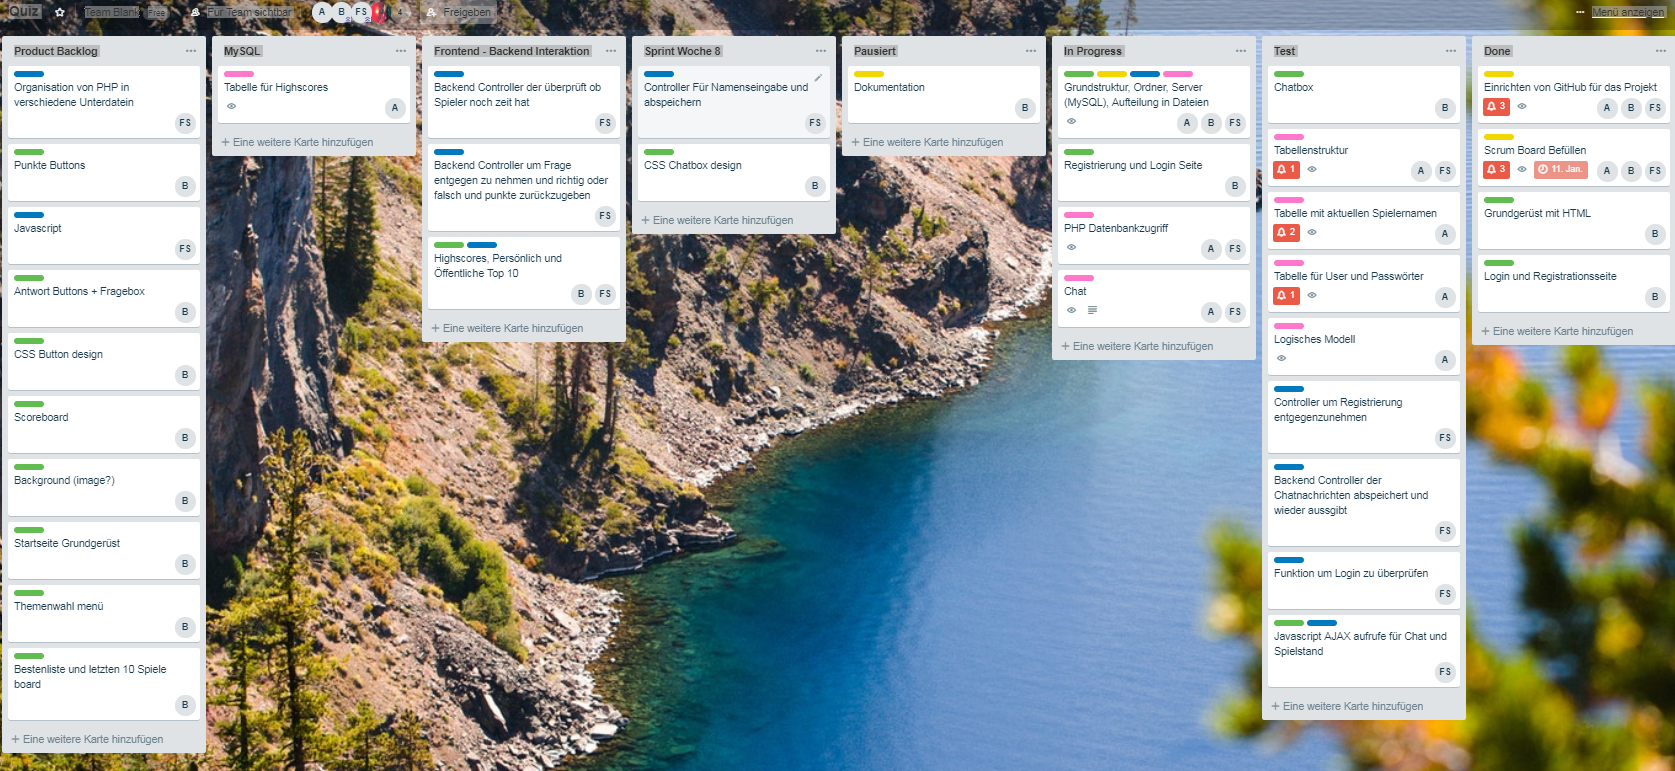 Quiz
Team Blank
Free
Für Team sichtbar
A
B
FS
4
Freigeben
Menü anzeigen
Product Backlog
Organisation von PHP in
verschiedene Unterdatein
FS
Punkte Buttons
B
Javascript
FS
Antwort Buttons + Fragebox
B
CSS Button design
B
Scoreboard
B
Background (image?)
B
Startseite Grundgerüst
B
Themenwahl menü
B
Bestenliste und letzten 10 Spiele
board
B
+ Eine weitere Karte hinzufügen
MySQL
Tabelle für Highscores
A
+ Eine weitere Karte hinzufügen
Frontend - Backend Interaktion
Backend Controller der überprüft ob
Spieler noch zeit hat
FS
Backend Controller um Frage
entgegen zu nehmen und richtig oder
falsch und punkte zurückzugeben
FS
Highscores, Persönlich und
Öffentliche Top 10
B FS
+ Eine weitere Karte hinzufügen
Sprint Woche 8
Controller Für Namenseingabe und
abspeichern
FS
CSS Chatbox design
B
+ Eine weitere Karte hinzufügen
Pausiert
Dokumentation
B
+ Eine weitere Karte hinzufügen
In Progress
Grundstruktur, Ordner, Server
(MySQL), Aufteilung in Dateien
A B FS
Registrierung und Login Seite
B
PHP Datenbankzugriff
A FS
Chat
A FS
+ Eine weitere Karte hinzufügen
Test
Chatbox
B
Tabellenstruktur
1 A FS
Tabelle mit aktuellen Spielernamen
2 A
Tabelle für User und Passwörter
1 A
Logisches Modell
A
Controller um Registrierung
entgegenzunehmen
FS
Backend Controller der
Chatnachrichten abspeichert und
wieder aussgibt
FS
Funktion um Login zu überprüfen
FS
Javascript AJAX aufrufe für Chat und
Spielstand
FS
+ Eine weitere Karte hinzufügen
Done
Einrichten von GitHub für das Projekt
3 A B FS
Scrum Board Befüllen
3 11. Jan. A B FS
Grundgerüst mit HTML
B
Login und Registrationsseite
B
+ Eine weitere Karte hinzufügen